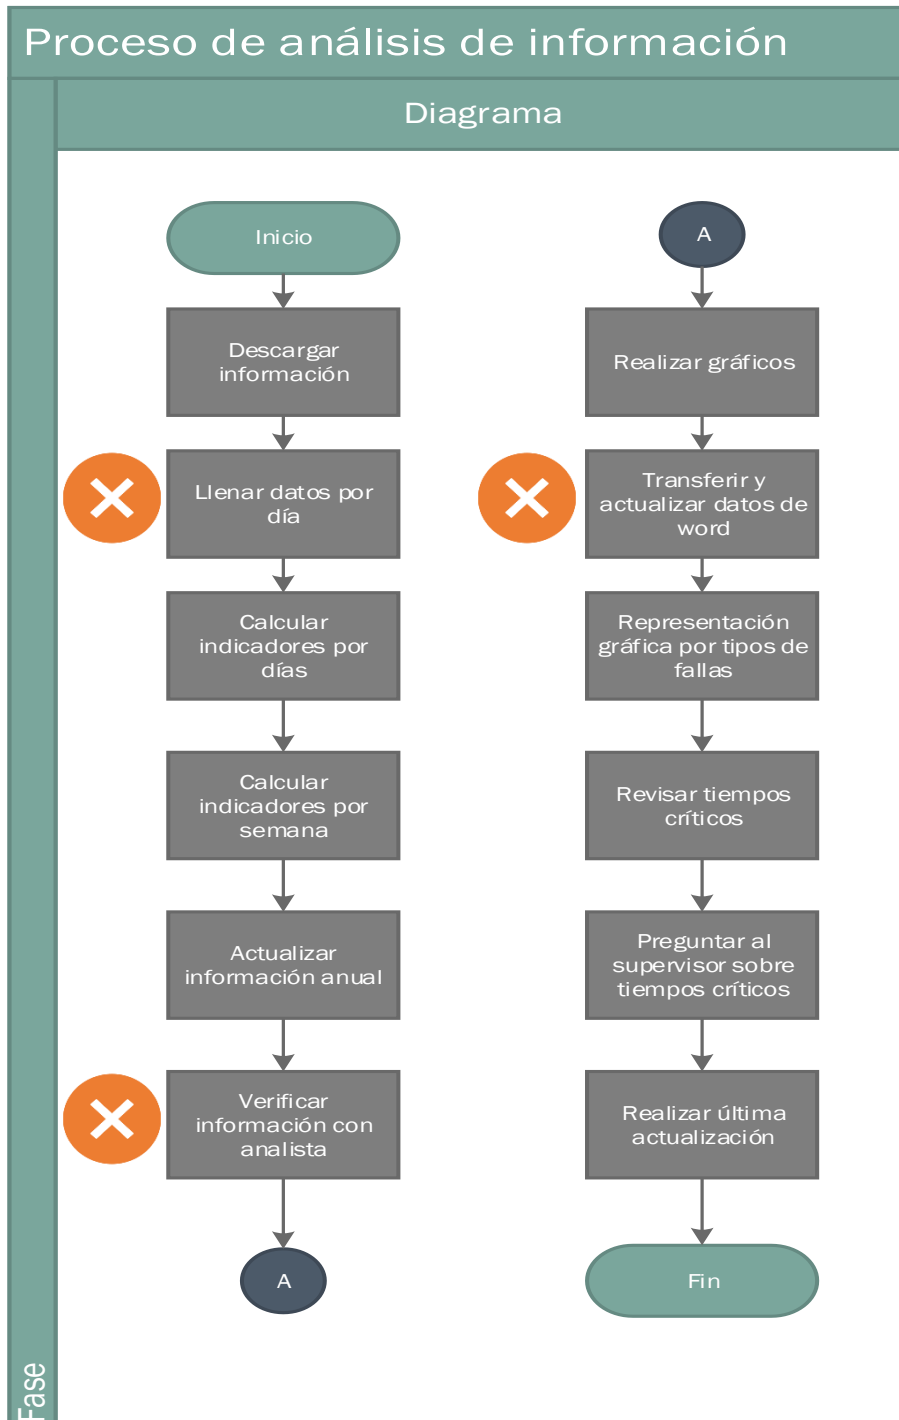 Proceso de análisis de información
Diagrama
Fase
Inicio
Descargar
información
Llenar datos por
día
Calcular
indicadores por
días
Calcular
indicadores por
semana
Actualizar
información anual
Verificar
información con
analista
A
A
Realizar gráficos
Transferir y
actualizar datos de
word
Representación
gráfica por tipos de
fallas
Revisar tiempos
críticos
Preguntar al
supervisor sobre
tiempos críticos
Realizar última
actualización
Fin